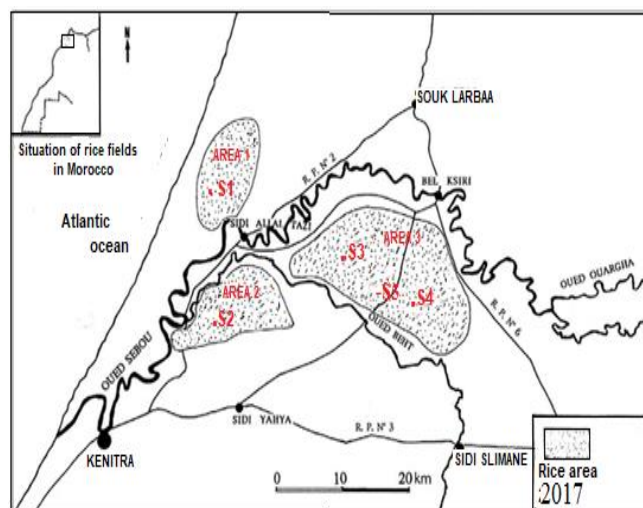 N
Situation of rice fields
in Morocco
SOUK LARBAA
AREA 1
S1
R. P. N° 2
BEL KSIRI
Atlantic
ocean
SIDI ALLAL TAZI
AREA 3
S3
OUED OUARGHA
AREA 2
S5
S4
S2
OUED SEBOU
OUED BEHT
R. P. N° 6
SIDI YAHYA
R. P. N° 3
KENITRA
SIDI SLIMANE
0 10 20 km
Rice area
:2017